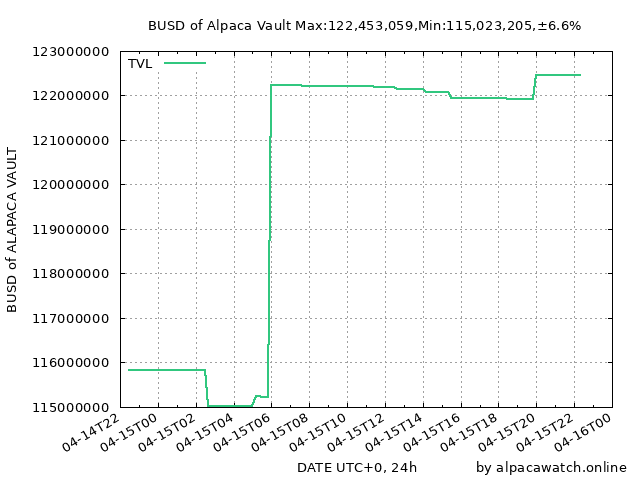 BUSD of Alpaca Vault Max:122,453,059,Min:115,023,205,±6.6%
TVL
123000000
122000000
121000000
120000000
119000000
118000000
117000000
116000000
115000000
BUSD of ALAPACA VAULT
04-14T22
04-15T00
04-15T02
04-15T04
04-15T06
04-15T08
04-15T10
04-15T12
04-15T14
04-15T16
04-15T18
04-15T20
04-15T22
04-16T00
DATE UTC+0, 24h
by alpacawatch.online